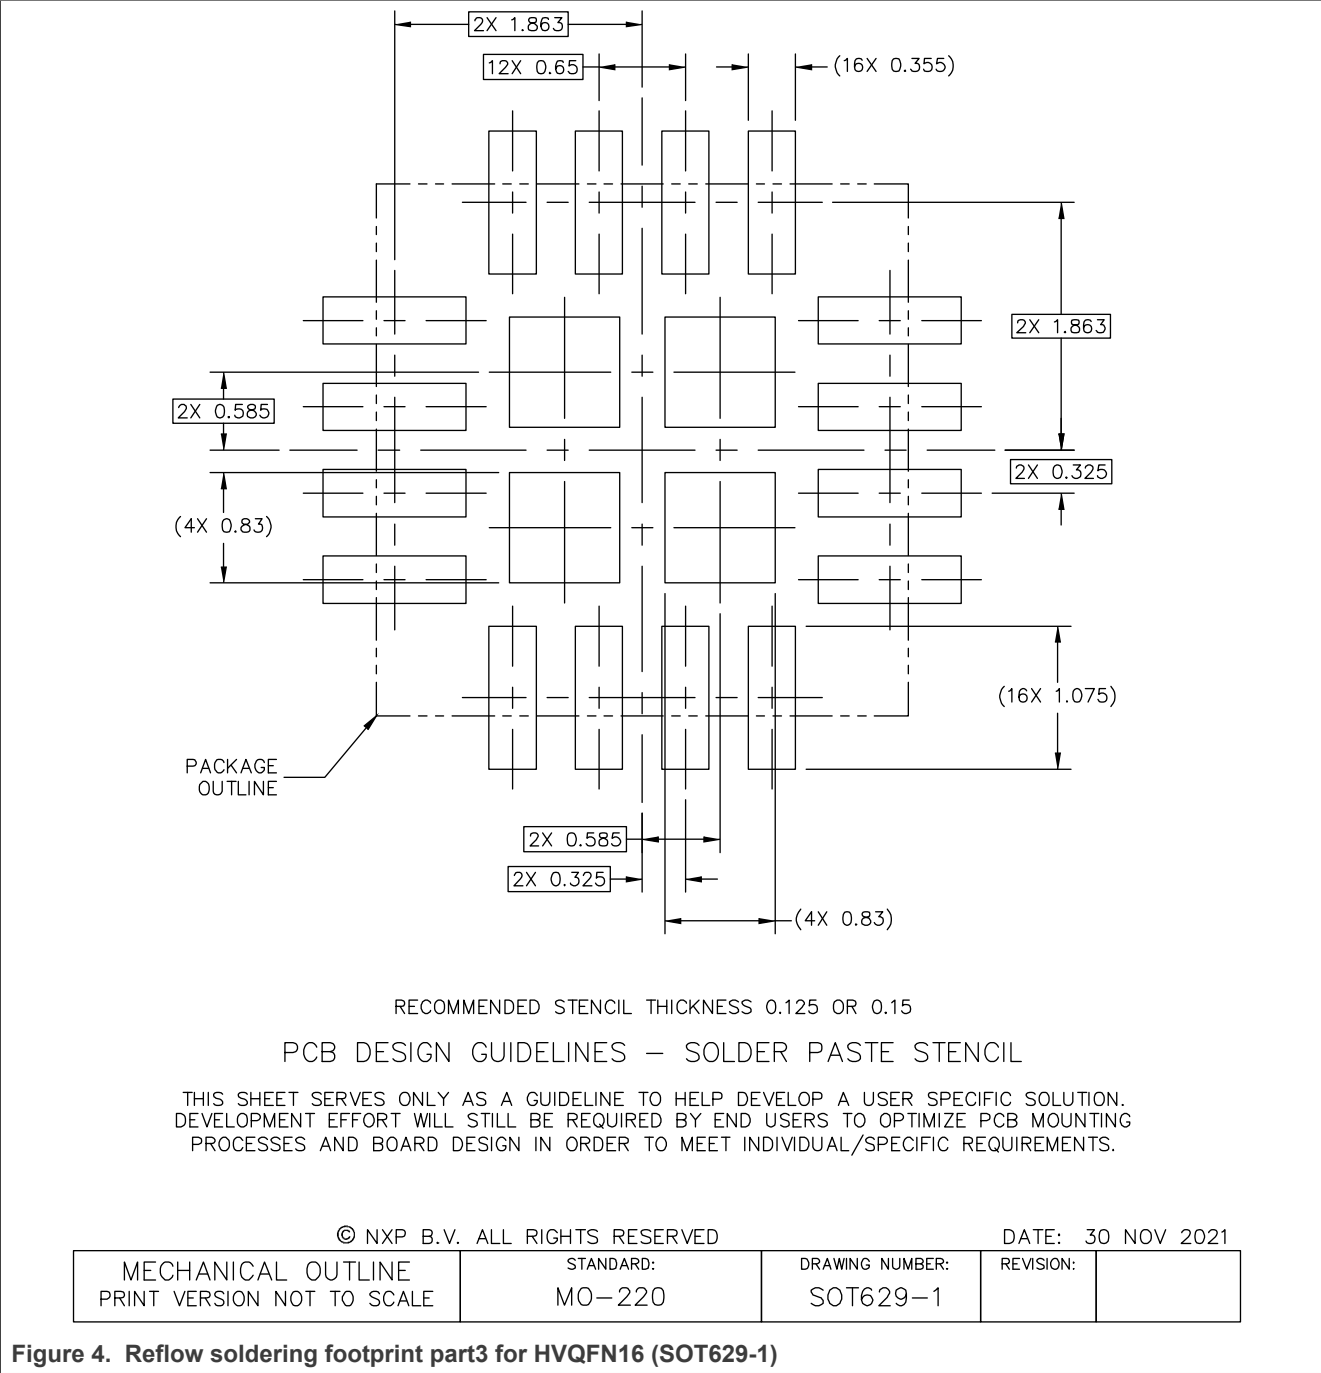 2X 1.863
12X 0.65
(16X 0.355)
2X 1.863
2X 0.585
2X 0.325
(4X 0.83)
(16X 1.075)
PACKAGE
OUTLINE
2X 0.585
2X 0.325
(4X 0.83)
RECOMMENDED STENCIL THICKNESS 0.125 OR 0.15
PCB DESIGN GUIDELINES – SOLDER PASTE STENCIL
THIS SHEET SERVES ONLY AS A GUIDELINE TO HELP DEVELOP A USER SPECIFIC SOLUTION.
DEVELOPMENT EFFORT WILL STILL BE REQUIRED BY END USERS TO OPTIMIZE PCB MOUNTING
PROCESSES AND BOARD DESIGN IN ORDER TO MEET INDIVIDUAL/SPECIFIC REQUIREMENTS.
© NXP B.V. ALL RIGHTS RESERVED
DATE: 30 NOV 2021
MECHANICAL OUTLINE
PRINT VERSION NOT TO SCALE
STANDARD:
MO–220
DRAWING NUMBER:
SOT629–1
REVISION:
Figure 4. Reflow soldering footprint part3 for HVQFN16 (SOT629-1)